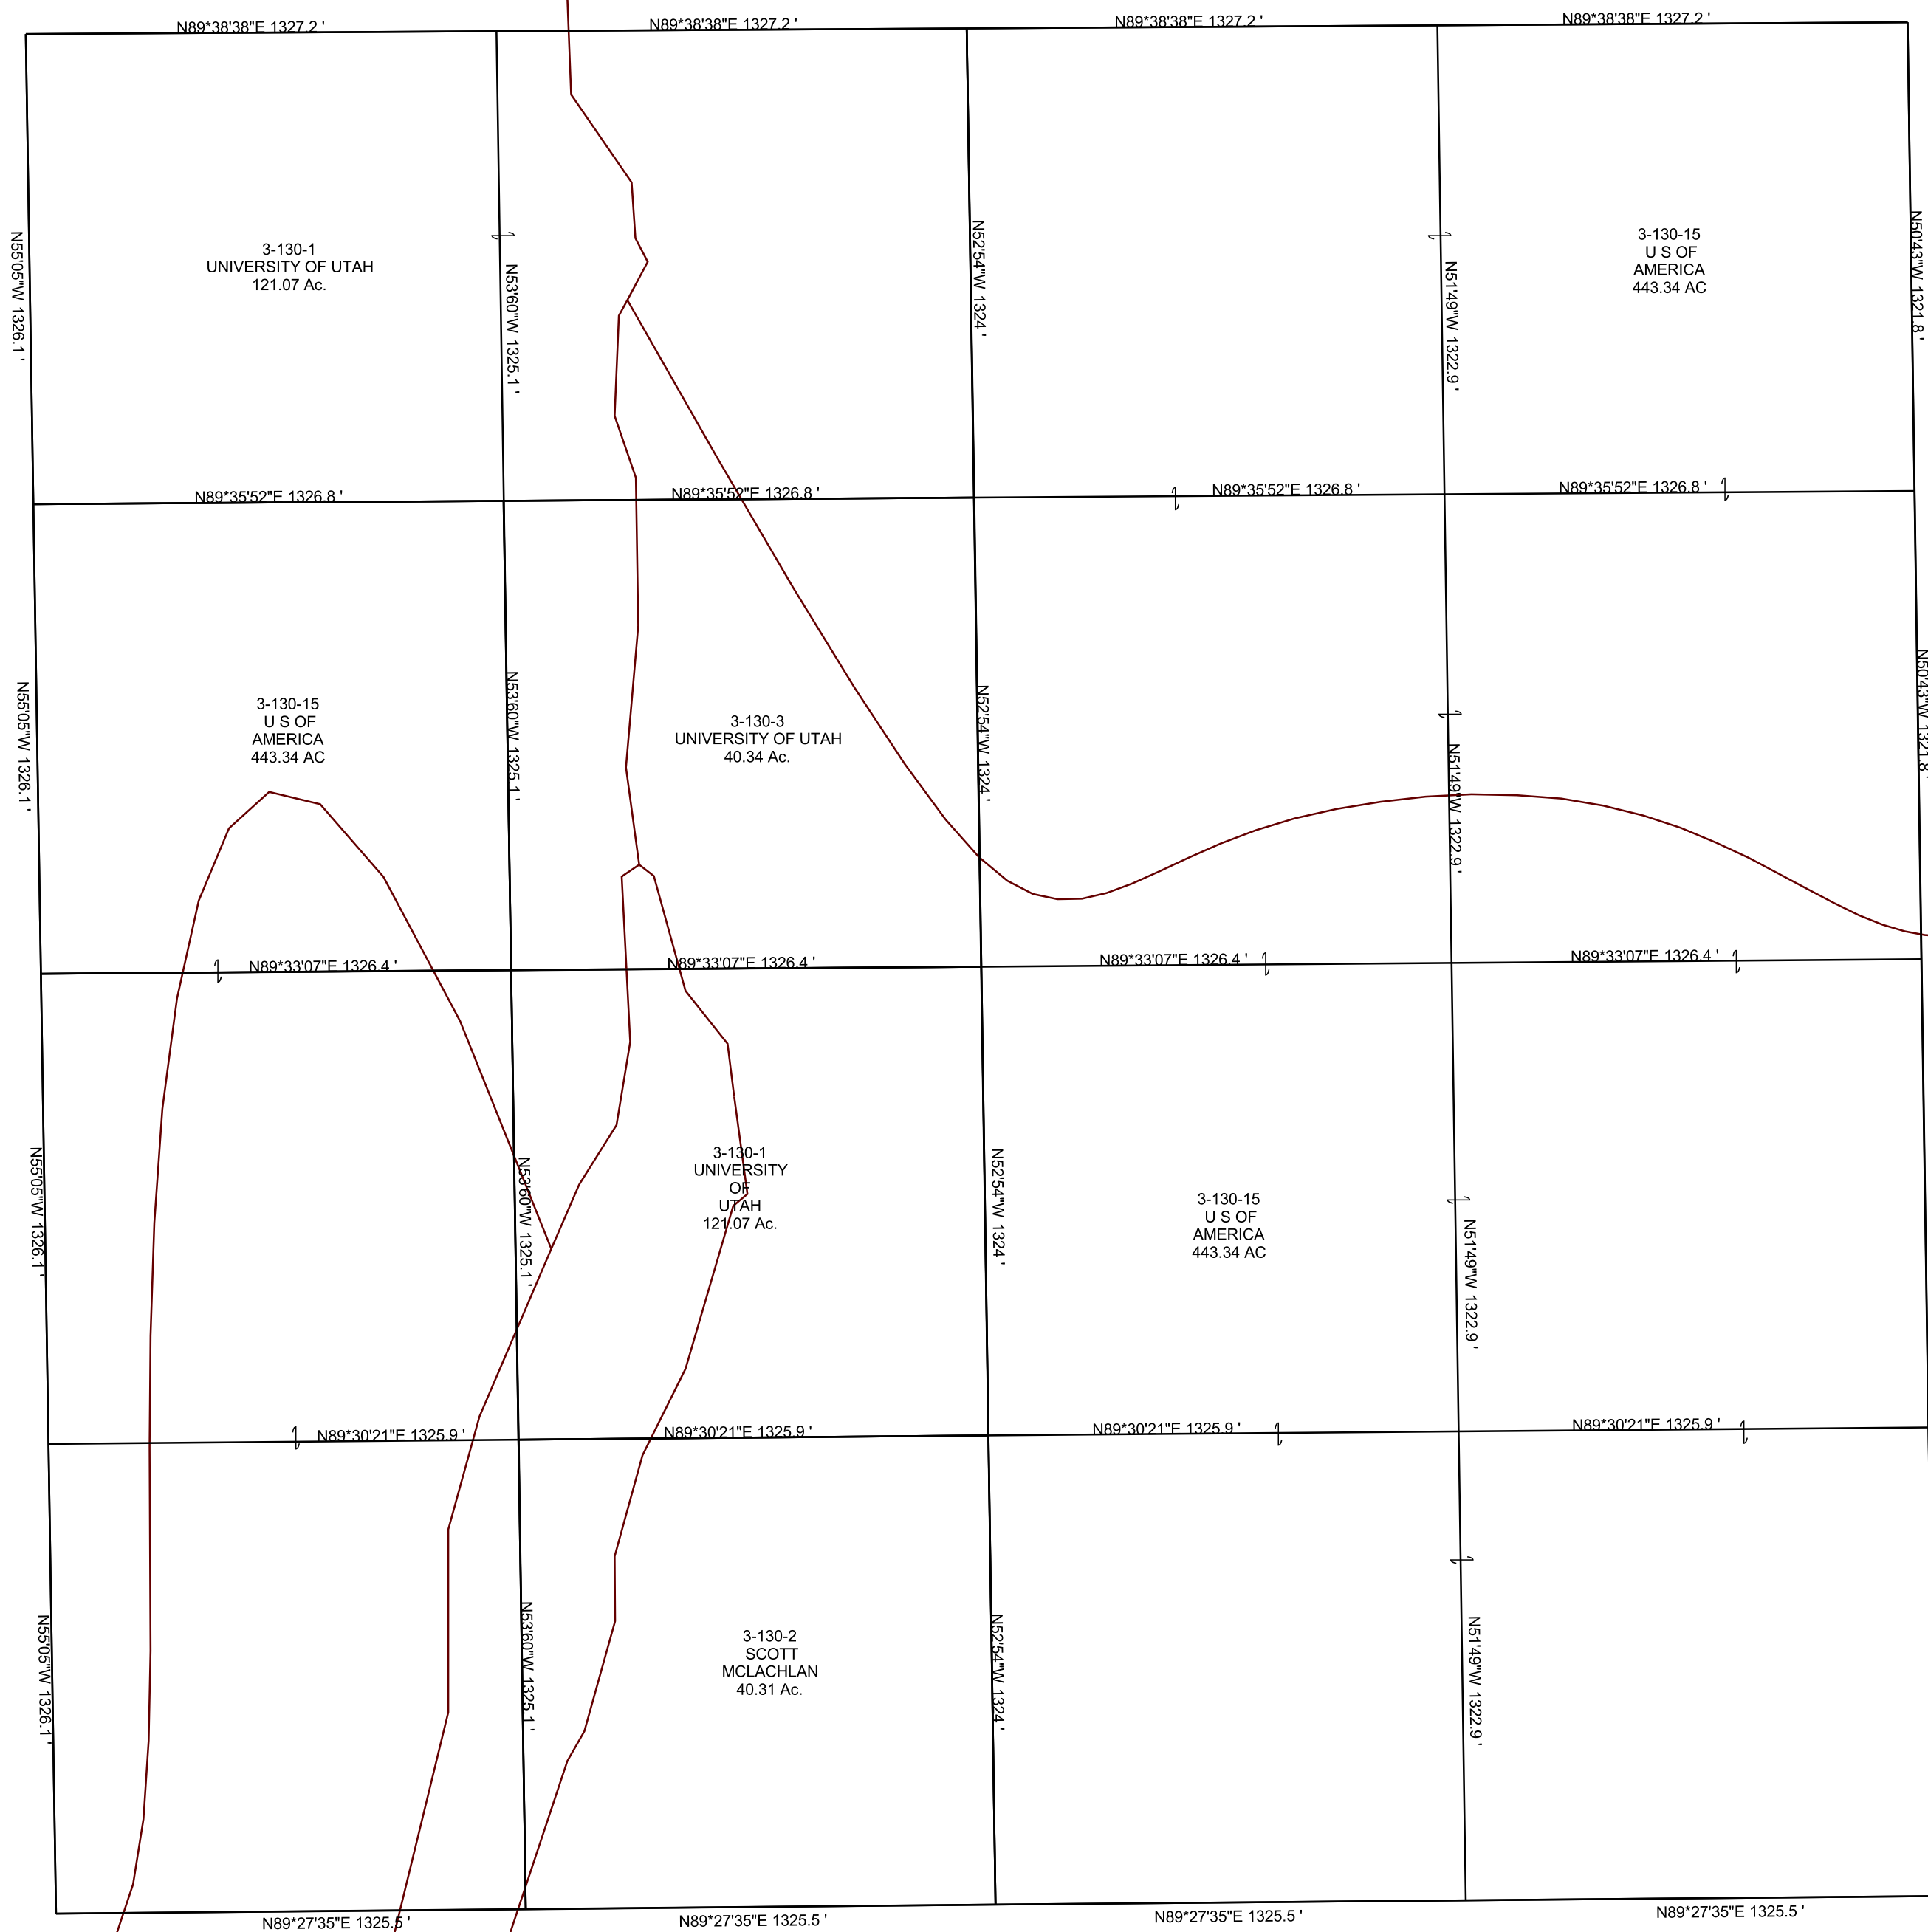 N89*38'38"E 1327.2 '
N89*38'38"E 1327.2 '
N89*38'38"E 1327.2 '
N89*38'38"E 1327.2 '
N55'05"W 1326.1 '
3-130-1
UNIVERSITY OF UTAH
121.07 Ac.
N53'60"W 1325.1 '
N52'54"W 1324 '
N51'49"W 1322.9 '
3-130-15
U S OF
AMERICA
443.34 AC
N50'43"W 1321.8 '
N89*35'52"E 1326.8 '
N89*35'52"E 1326.8 '
N89*35'52"E 1326.8 '
N89*35'52"E 1326.8 '
N55'05"W 1326.1 '
3-130-15
U S OF
AMERICA
443.34 AC
N53'60"W 1325.1 '
3-130-3
UNIVERSITY OF UTAH
40.34 Ac.
N52'54"W 1324 '
N51'49"W 1322.9 '
N50'43"W 1321.8 '
N89*33'07"E 1326.4 '
N89*33'07"E 1326.4 '
N89*33'07"E 1326.4 '
N89*33'07"E 1326.4 '
N55'05"W 1326.1 '
N53'60"W 1325.1 '
3-130-1
UNIVERSITY
OF
UTAH
121.07 Ac.
N52'54"W 1324 '
3-130-15
U S OF
AMERICA
443.34 AC
N51'49"W 1322.9 '
N89*30'21"E 1325.9 '
N89*30'21"E 1325.9 '
N89*30'21"E 1325.9 '
N89*30'21"E 1325.9 '
N55'05"W 1326.1 '
N53'60"W 1325.1 '
3-130-2
SCOTT
MCLACHLAN
40.31 Ac.
N52'54"W 1324 '
N51'49"W 1322.9 '
N89*27'35"E 1325.5 '
N89*27'35"E 1325.5 '
N89*27'35"E 1325.5 '
N89*27'35"E 1325.5 '